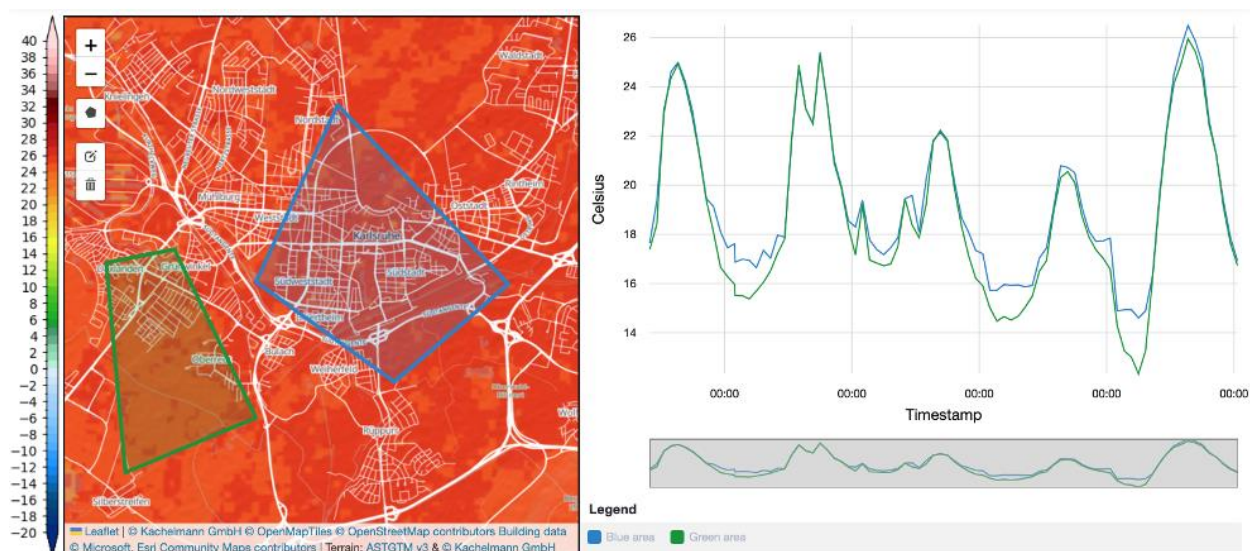 40
38
36
34
32
30
28
26
24
22
20
18
16
14
12
10
8
6
4
2
0
−2
−4
−6
−8
−10
−12
−14
−16
−18
−20
+
−
Waldstadt
Knielingen
Nordweststadt
Nordstadt
Rintheim
Mühlburg
Oststadt
Weststadt
Karlsruhe
Daxlanden
Grünwinkel
Südweststadt
Südstadt
Beiertheim
Bulach
Oberreut
Weiherfeld
Rüppurr
Silberstreifen
Leaflet | © Kachelmann GmbH © OpenMapTiles © OpenStreetMap contributors Building data
© Microsoft, Esri Community Maps contributors | Terrain: ASTGTM v3 & © Kachelmann GmbH
Celsius
26
24
22
20
18
16
14
00:00
00:00
00:00
00:00
00:00
Timestamp
Legend
Blue area
Green area